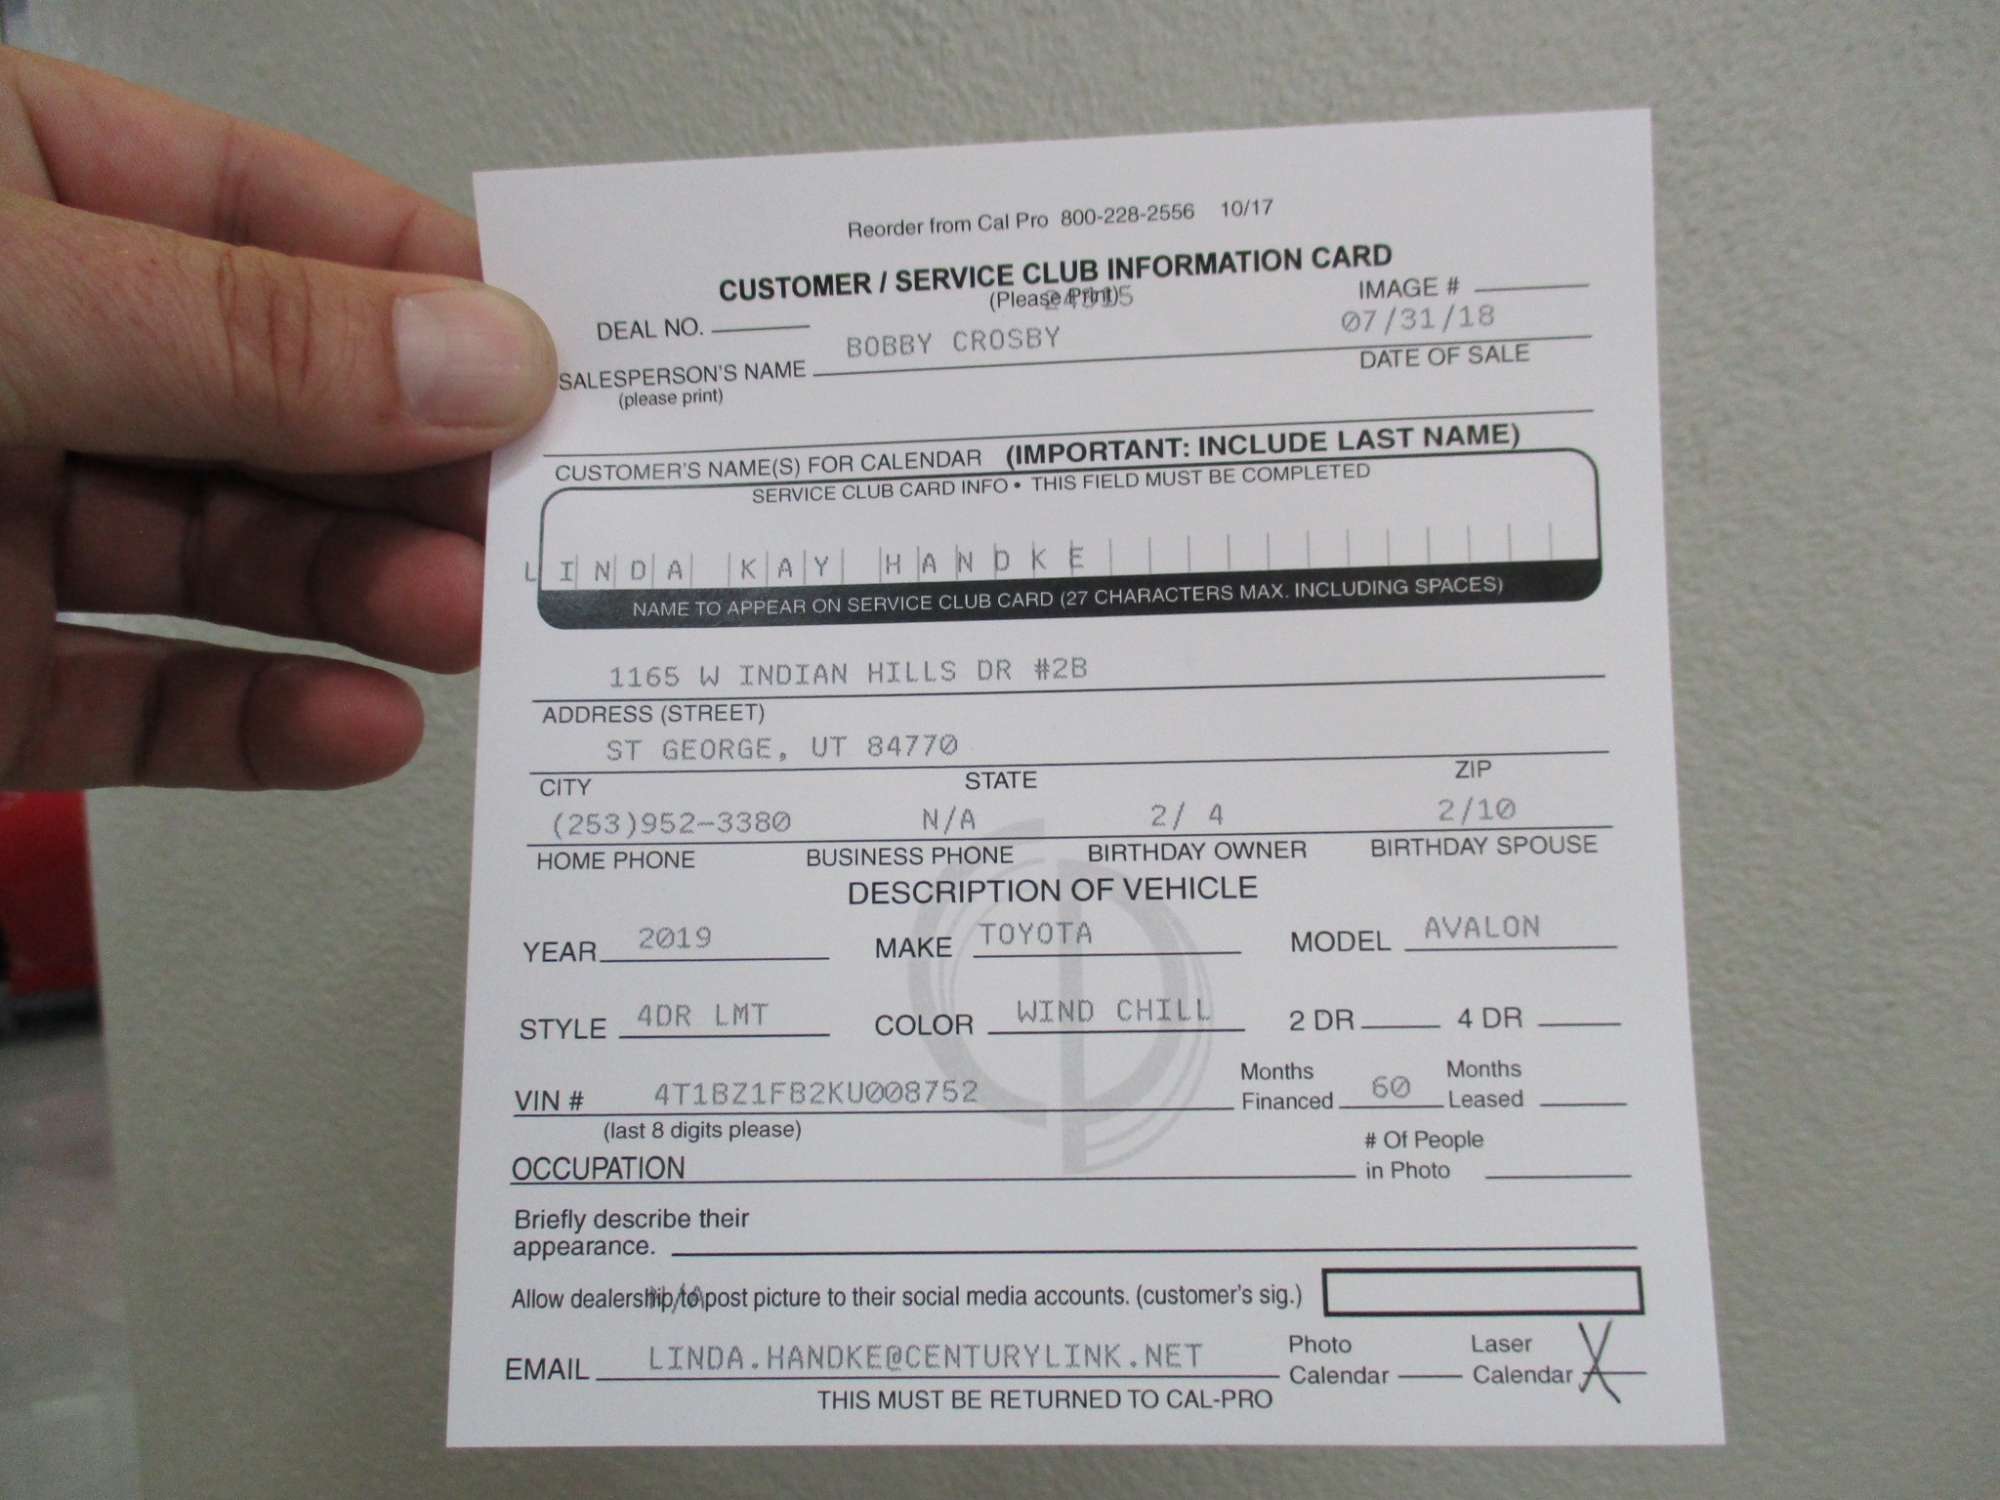 Reorder from Cal Pro 800-228-2556 10/17
CUSTOMER / SERVICE CLUB INFORMATION CARD
(Please Print)
DEAL NO. IMAGE #
BOBBY CROSBY 07/31/18
SALESPERSON'S NAME DATE OF SALE
(please print)
CUSTOMER'S NAME(S) FOR CALENDAR (IMPORTANT: INCLUDE LAST NAME)
SERVICE CLUB CARD INFO • THIS FIELD MUST BE COMPLETED
LINDA KAY HANDKE
NAME TO APPEAR ON SERVICE CLUB CARD (27 CHARACTERS MAX. INCLUDING SPACES)
1165 W INDIAN HILLS DR #2B
ADDRESS (STREET)
ST GEORGE, UT 84770
CITY STATE ZIP
(253)952-3380 N/A 2/ 4 2/10
HOME PHONE BUSINESS PHONE BIRTHDAY OWNER BIRTHDAY SPOUSE
DESCRIPTION OF VEHICLE
YEAR 2019 MAKE TOYOTA MODEL AVALON
STYLE 4DR LMT COLOR WIND CHILL 2 DR 4 DR
VIN # 4T1BZ1FB2KU008752 Months Financed 60 Months Leased
(last 8 digits please)
OCCUPATION # Of People in Photo
Briefly describe their
appearance.
Allow dealership to post picture to their social media accounts. (customer's sig.)
EMAIL LINDA.HANDKE@CENTURYLINK.NET Photo Calendar Laser Calendar X
THIS MUST BE RETURNED TO CAL-PRO